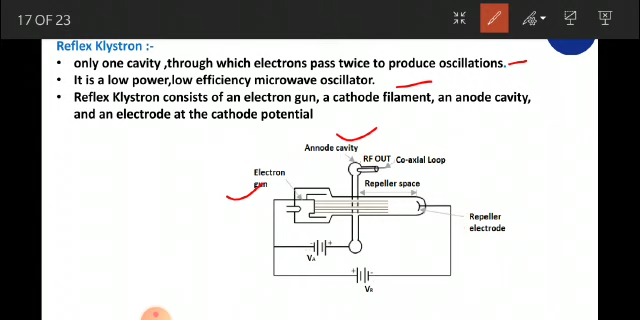 17 OF 23
Reflex Klystron :-
• only one cavity ,through which electrons pass twice to produce oscillations.
• It is a low power,low efficiency microwave oscillator.
• Reflex Klystron consists of an electron gun, a cathode filament, an anode cavity,
and an electrode at the cathode potential
Annode cavity
RF OUT Co-axial Loop
Electron
gun
Repeller space
Repeller
electrode
- +
VA
+ -
VR